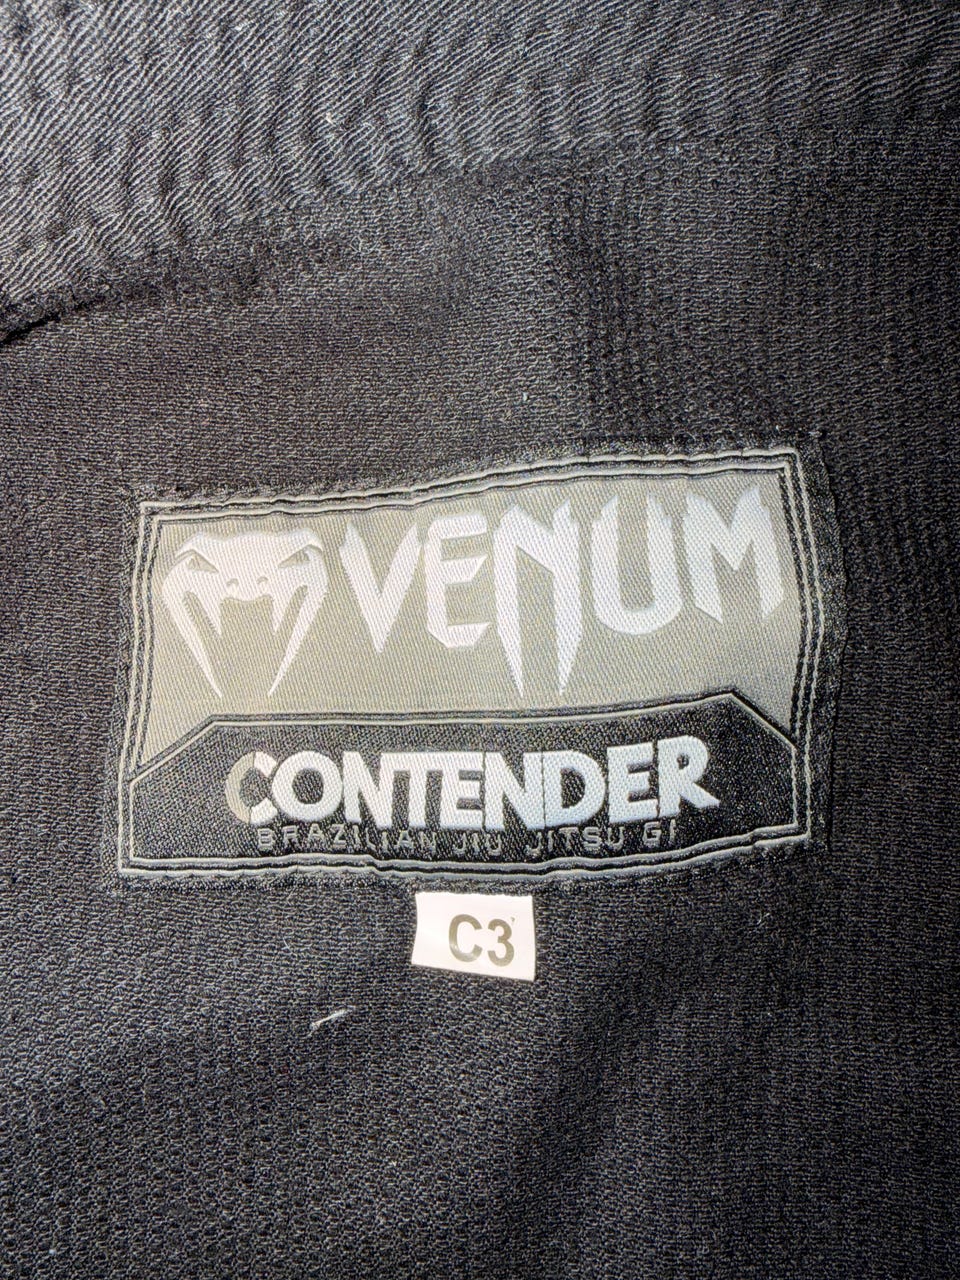 VENUM
CONTENDER
BRAZILIAN JIU JITSU GI
C3